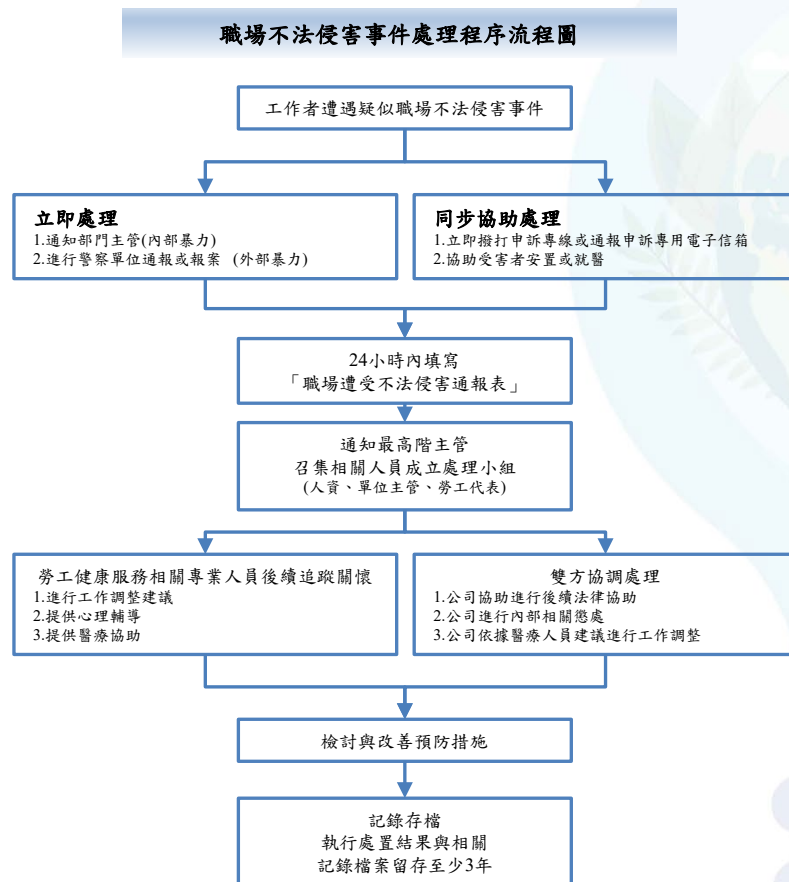 職場不法侵害事件處理程序流程圖
工作者遭遇疑似職場不法侵害事件
立即處理
1.通知部門主管(內部暴力)
2.進行警察單位通報或報案 (外部暴力)
同步協助處理
1.立即撥打申訴專線或通報申訴專用電子信箱
2.協助受害者安置或就醫
24小時內填寫
「職場遭受不法侵害通報表」
通知最高階主管
召集相關人員成立處理小組
(人資、單位主管、勞工代表)
勞工健康服務相關專業人員後續追蹤關懷
1.進行工作調整建議
2.提供心理輔導
3.提供醫療協助
雙方協調處理
1.公司協助進行後續法律協助
2.公司進行內部相關懲處
3.公司依據醫療人員建議進行工作調整
檢討與改善預防措施
記錄存檔
執行處置結果與相關
記錄檔案留存至少3年